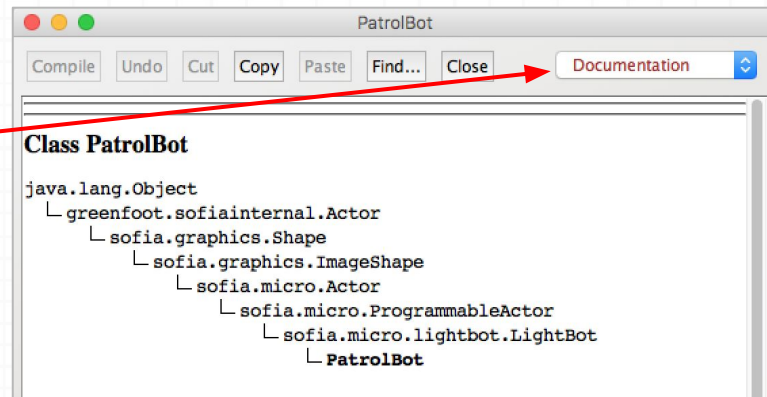 PatrolBot
Compile Undo Cut Copy Paste Find... Close Documentation
Class PatrolBot
java.lang.Object
greenfoot.sofiainternal.Actor
sofia.graphics.Shape
sofia.graphics.ImageShape
sofia.micro.Actor
sofia.micro.ProgrammableActor
sofia.micro.lightbot.LightBot
PatrolBot